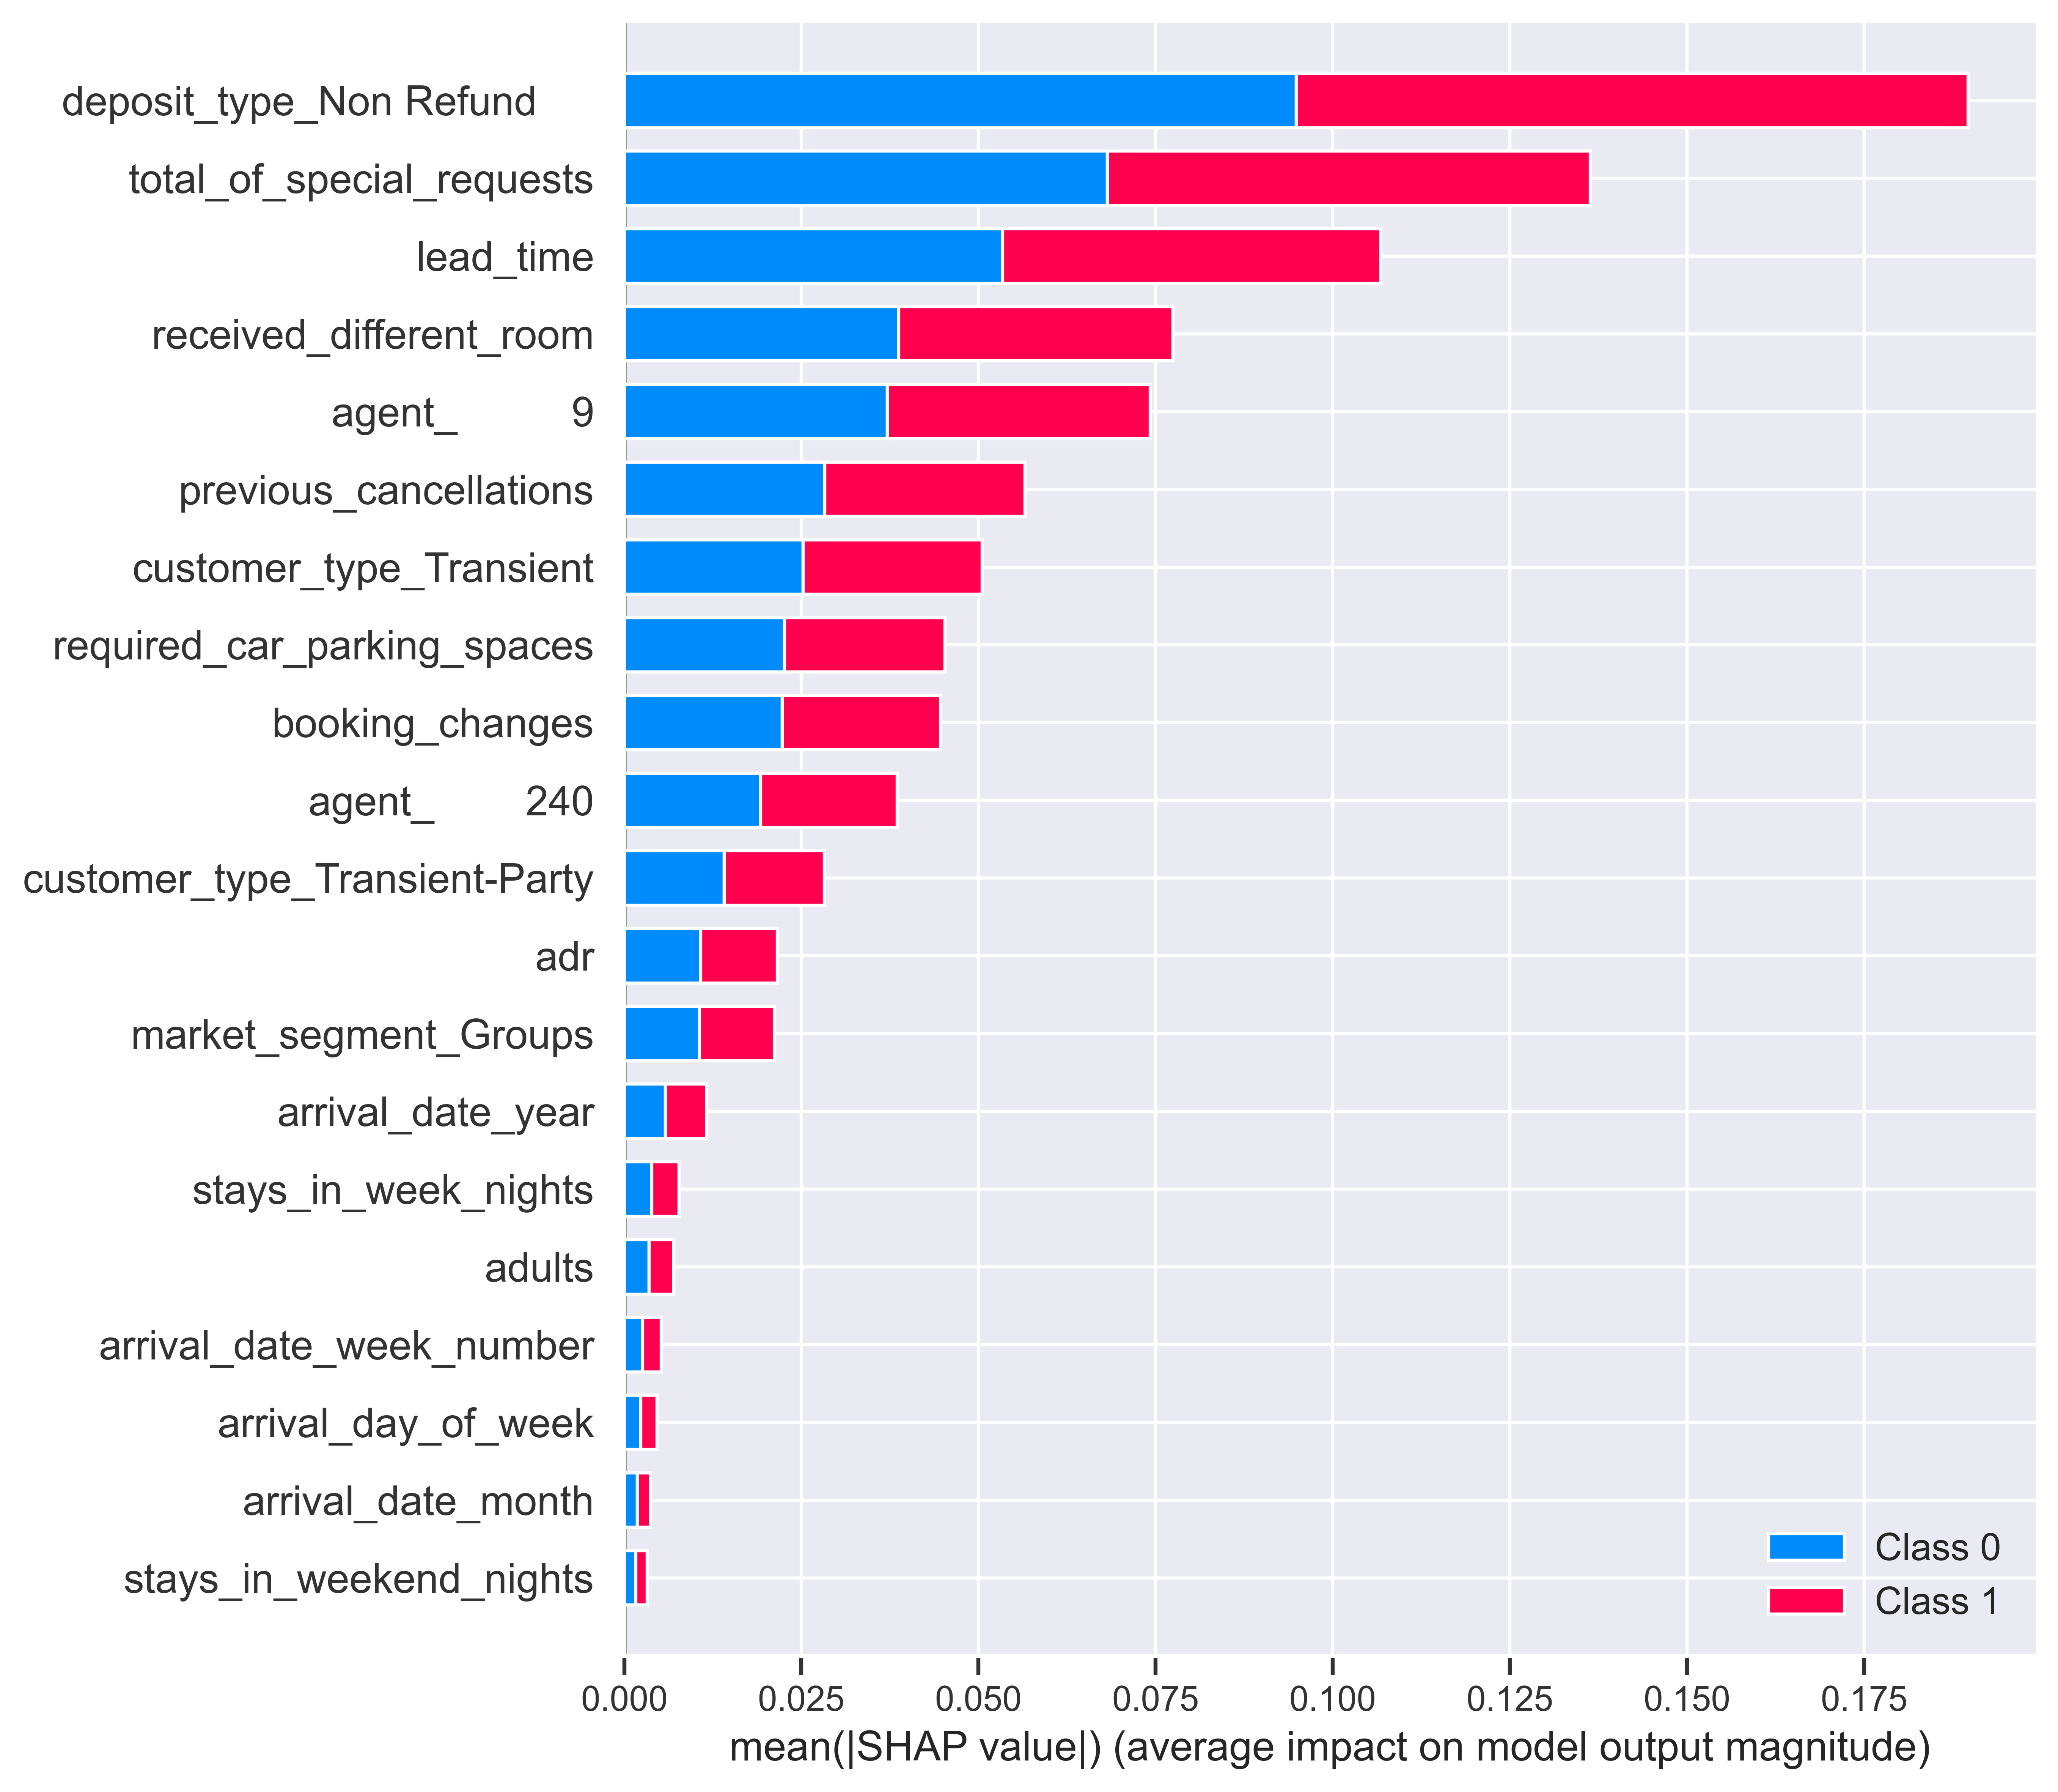 deposit_type_Non Refund
total_of_special_requests
lead_time
received_different_room
agent_         9
previous_cancellations
customer_type_Transient
required_car_parking_spaces
booking_changes
agent_       240
customer_type_Transient-Party
adr
market_segment_Groups
arrival_date_year
stays_in_week_nights
adults
arrival_date_week_number
arrival_day_of_week
arrival_date_month
stays_in_weekend_nights
Class 0
Class 1
0.000 0.025 0.050 0.075 0.100 0.125 0.150 0.175
mean(|SHAP value|) (average impact on model output magnitude)